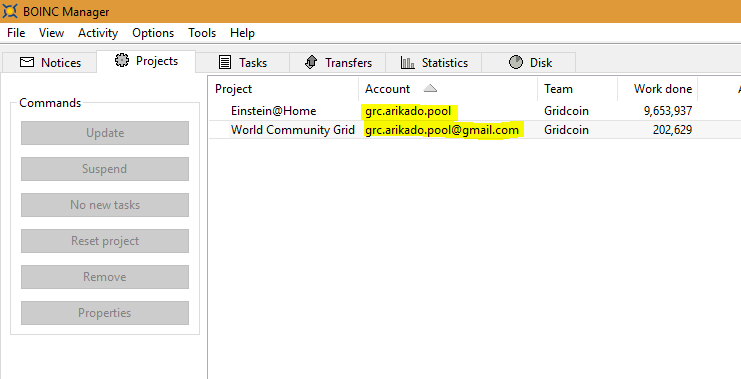 BOINC Manager
File View Activity Options Tools Help
Notices Projects Tasks Transfers Statistics Disk
Commands
Update
Suspend
No new tasks
Reset project
Remove
Properties
Project Account Team Work done A
Einstein@Home grc.arikado.pool Gridcoin 9,653,937
World Community Grid grc.arikado.pool@gmail.com Gridcoin 202,629